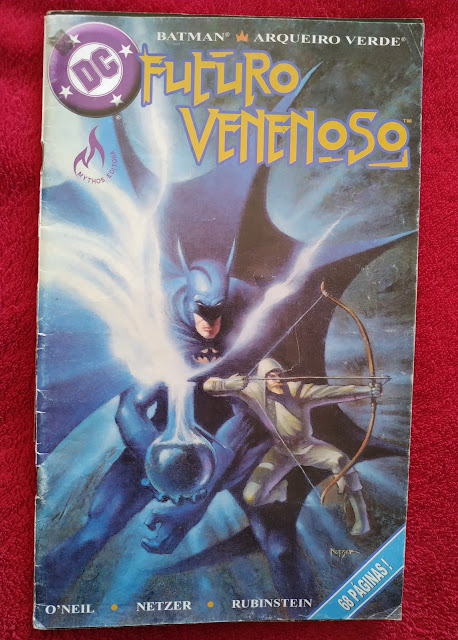 BATMAN® ARQUEIRO VERDE®
DC
FUTURO
VENENOSO™
MYTHOS EDITORA
NETZER
68 PÁGINAS!
O'NEIL • NETZER • RUBINSTEIN